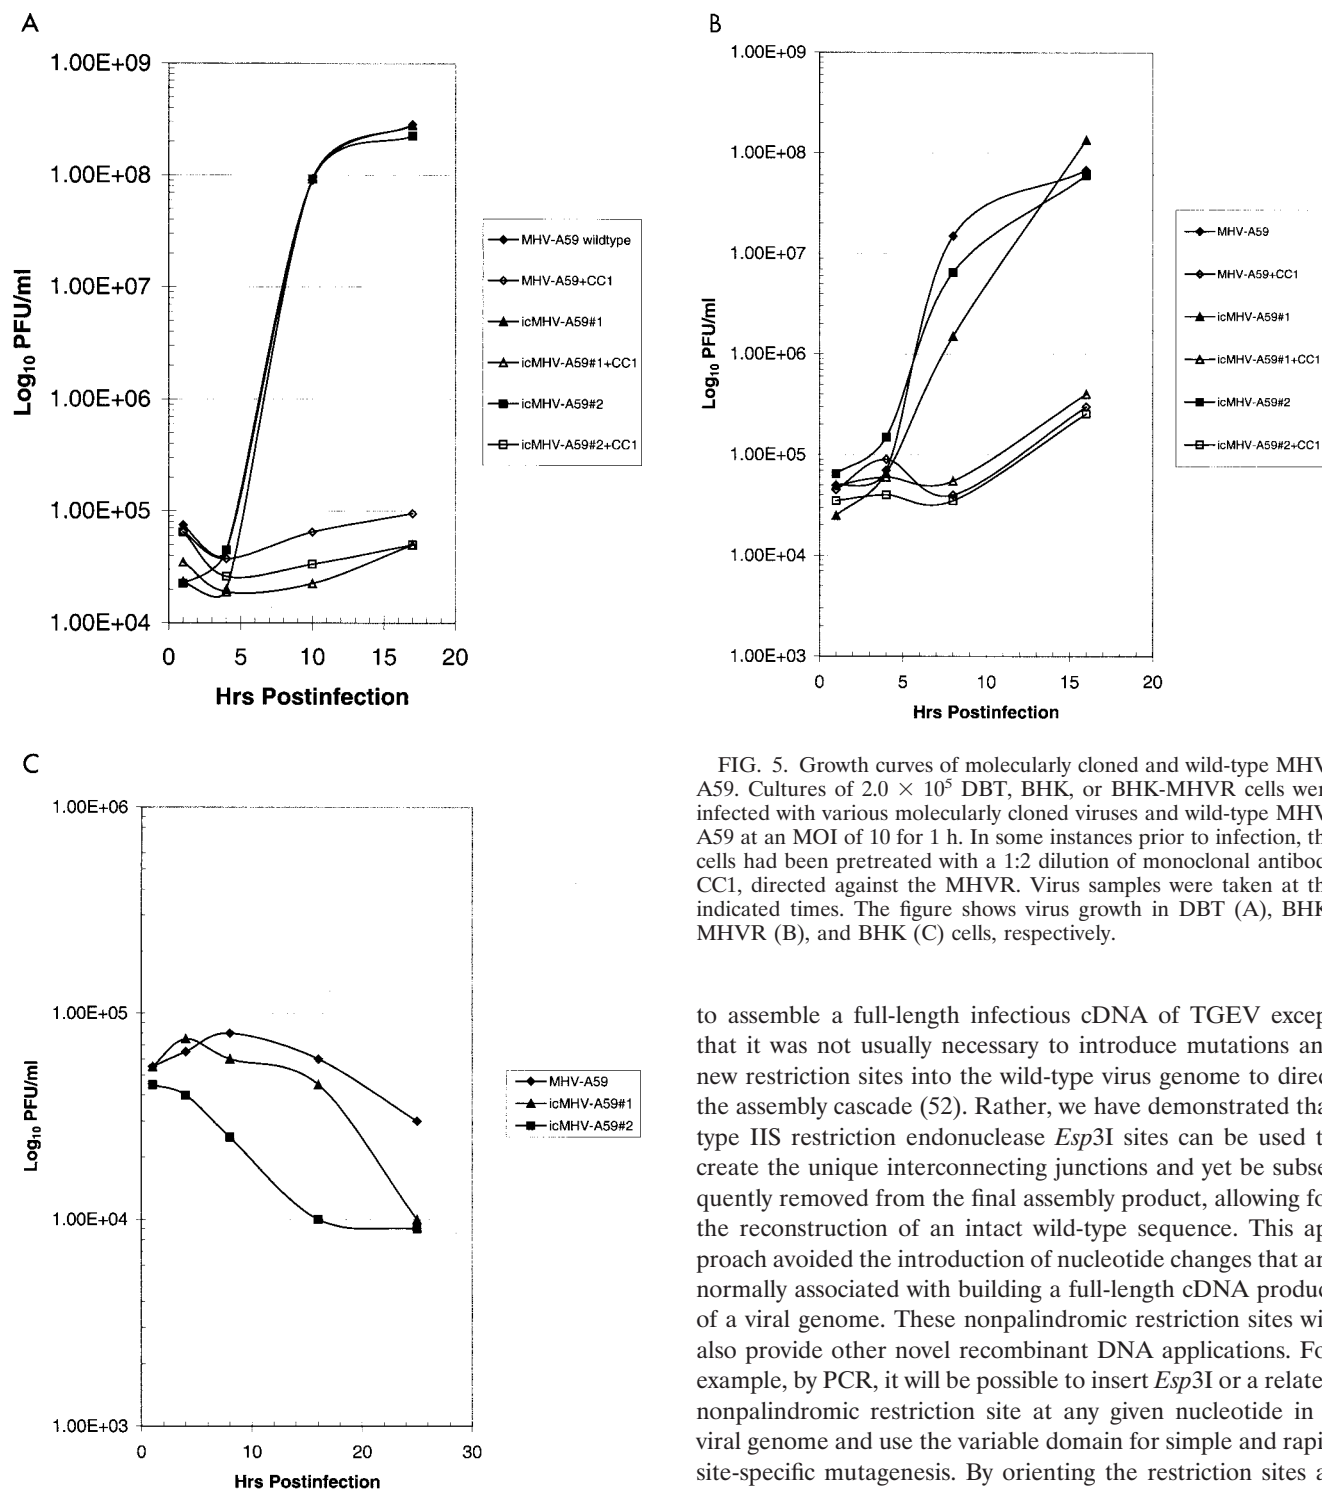 A
1.00E+09
1.00E+08
1.00E+07
1.00E+06
1.00E+05
1.00E+04
Log10 PFU/ml
0 5 10 15 20
Hrs Postinfection
MHV-A59 wildtype
MHV-A59+CC1
icMHV-A59#1
icMHV-A59#1+CC1
icMHV-A59#2
icMHV-A59#2+CC1
B
1.00E+09
1.00E+08
1.00E+07
1.00E+06
1.00E+05
1.00E+04
1.00E+03
Log10 PFU/ml
0 5 10 15 20
Hrs Postinfection
MHV-A59
MHV-A59+CC1
icMHV-A59#1
icMHV-A59#1+CC1
icMHV-A59#2
icMHV-A59#2+CC1
C
1.00E+06
1.00E+05
1.00E+04
1.00E+03
Log10 PFU/ml
0 10 20 30
Hrs Postinfection
MHV-A59
icMHV-A59#1
icMHV-A59#2
FIG. 5. Growth curves of molecularly cloned and wild-type MHV
A59. Cultures of 2.0 × 10⁵ DBT, BHK, or BHK-MHVR cells wer
infected with various molecularly cloned viruses and wild-type MHV
A59 at an MOI of 10 for 1 h. In some instances prior to infection, th
cells had been pretreated with a 1:2 dilution of monoclonal antibod
CC1, directed against the MHVR. Virus samples were taken at th
indicated times. The figure shows virus growth in DBT (A), BHK
MHVR (B), and BHK (C) cells, respectively.
to assemble a full-length infectious cDNA of TGEV excep
that it was not usually necessary to introduce mutations an
new restriction sites into the wild-type virus genome to direc
the assembly cascade (52). Rather, we have demonstrated tha
type IIS restriction endonuclease Esp3I sites can be used t
create the unique interconnecting junctions and yet be subse
quently removed from the final assembly product, allowing fo
the reconstruction of an intact wild-type sequence. This ap
proach avoided the introduction of nucleotide changes that ar
normally associated with building a full-length cDNA produc
of a viral genome. These nonpalindromic restriction sites wi
also provide other novel recombinant DNA applications. Fo
example, by PCR, it will be possible to insert Esp3I or a relate
nonpalindromic restriction site at any given nucleotide in
viral genome and use the variable domain for simple and rapi
site-specific mutagenesis. By orienting the restriction sites a